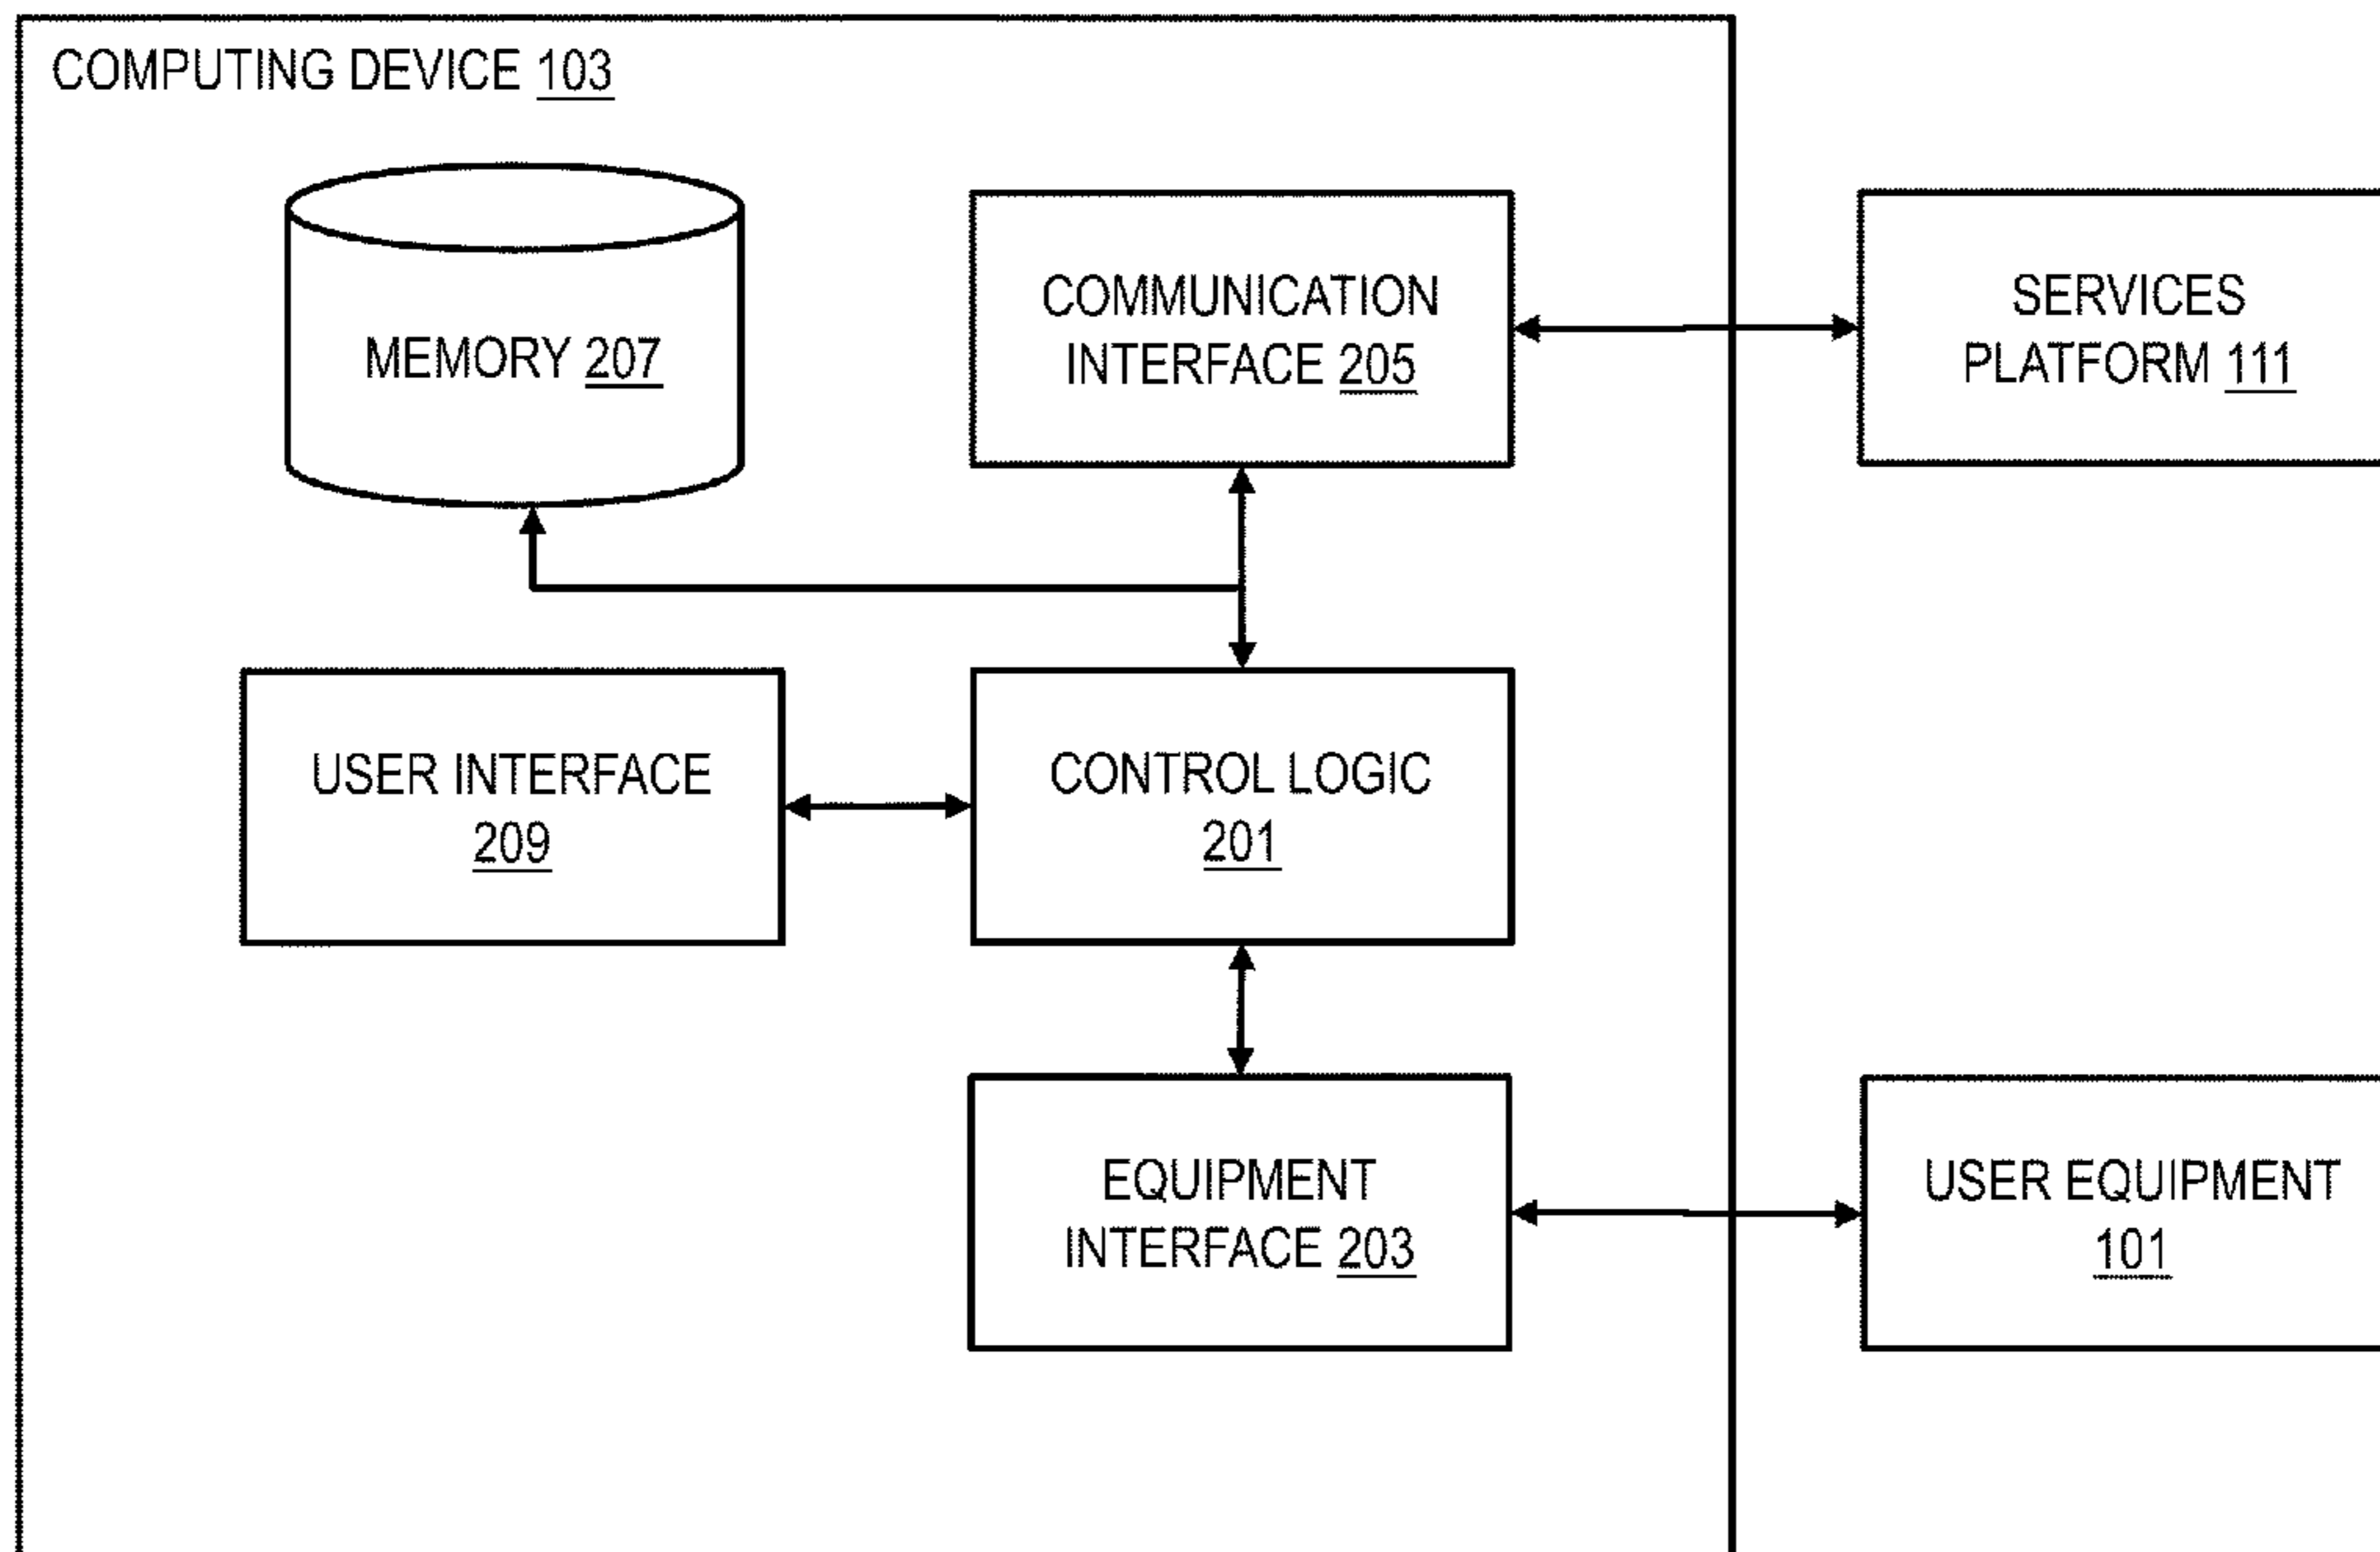 COMPUTING DEVICE 103
MEMORY 207
COMMUNICATION
INTERFACE 205
SERVICES
PLATFORM 111
USER INTERFACE
209
CONTROL LOGIC
201
EQUIPMENT
INTERFACE 203
USER EQUIPMENT
101